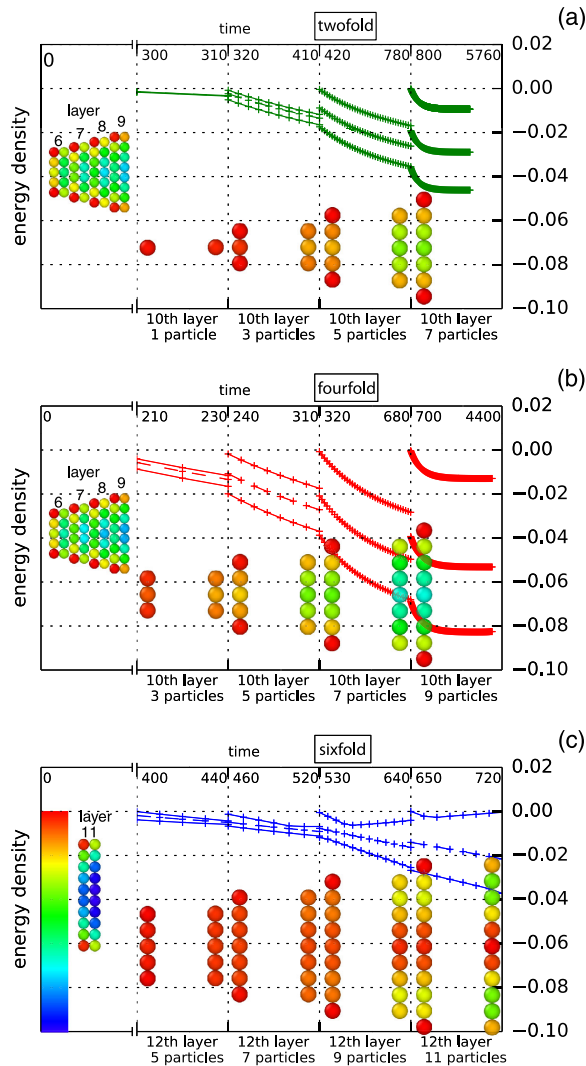 (a)
time twofold
0 300 310 320 410 420 780 800 5760 0.02
0.00
layer
6 7 8 9
−0.02
energy density
−0.04
−0.06
−0.08
−0.10
10th layer 10th layer 10th layer 10th layer
1 particle 3 particles 5 particles 7 particles
(b)
time fourfold
0 210 230 240 310 320 680 700 4400 0.02
0.00
layer
6 7 8 9
−0.02
energy density
−0.04
−0.06
−0.08
−0.10
10th layer 10th layer 10th layer 10th layer
3 particles 5 particles 7 particles 9 particles
(c)
time sixfold
0 400 440 460 520 530 640 650 720 0.02
0.00
layer
11
−0.02
energy density
−0.04
−0.06
−0.08
−0.10
12th layer 12th layer 12th layer 12th layer
5 particles 7 particles 9 particles 11 particles